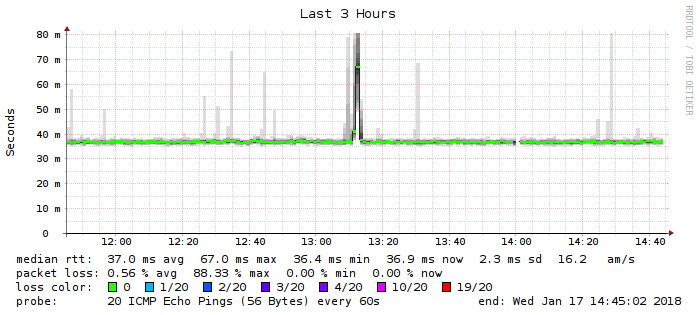 Last 3 Hours
RRDTOOL / TOBI OETIKER
Seconds
80 m
70 m
60 m
50 m
40 m
30 m
20 m
10 m
0
12:00 12:20 12:40 13:00 13:20 13:40 14:00 14:20 14:40
median rtt: 37.0 ms avg 67.0 ms max 36.4 ms min 36.9 ms now 2.3 ms sd 16.2 am/s
packet loss: 0.56 % avg 88.33 % max 0.00 % min 0.00 % now
loss color: 0 1/20 2/20 3/20 4/20 10/20 19/20
probe: 20 ICMP Echo Pings (56 Bytes) every 60s end: Wed Jan 17 14:45:02 2018